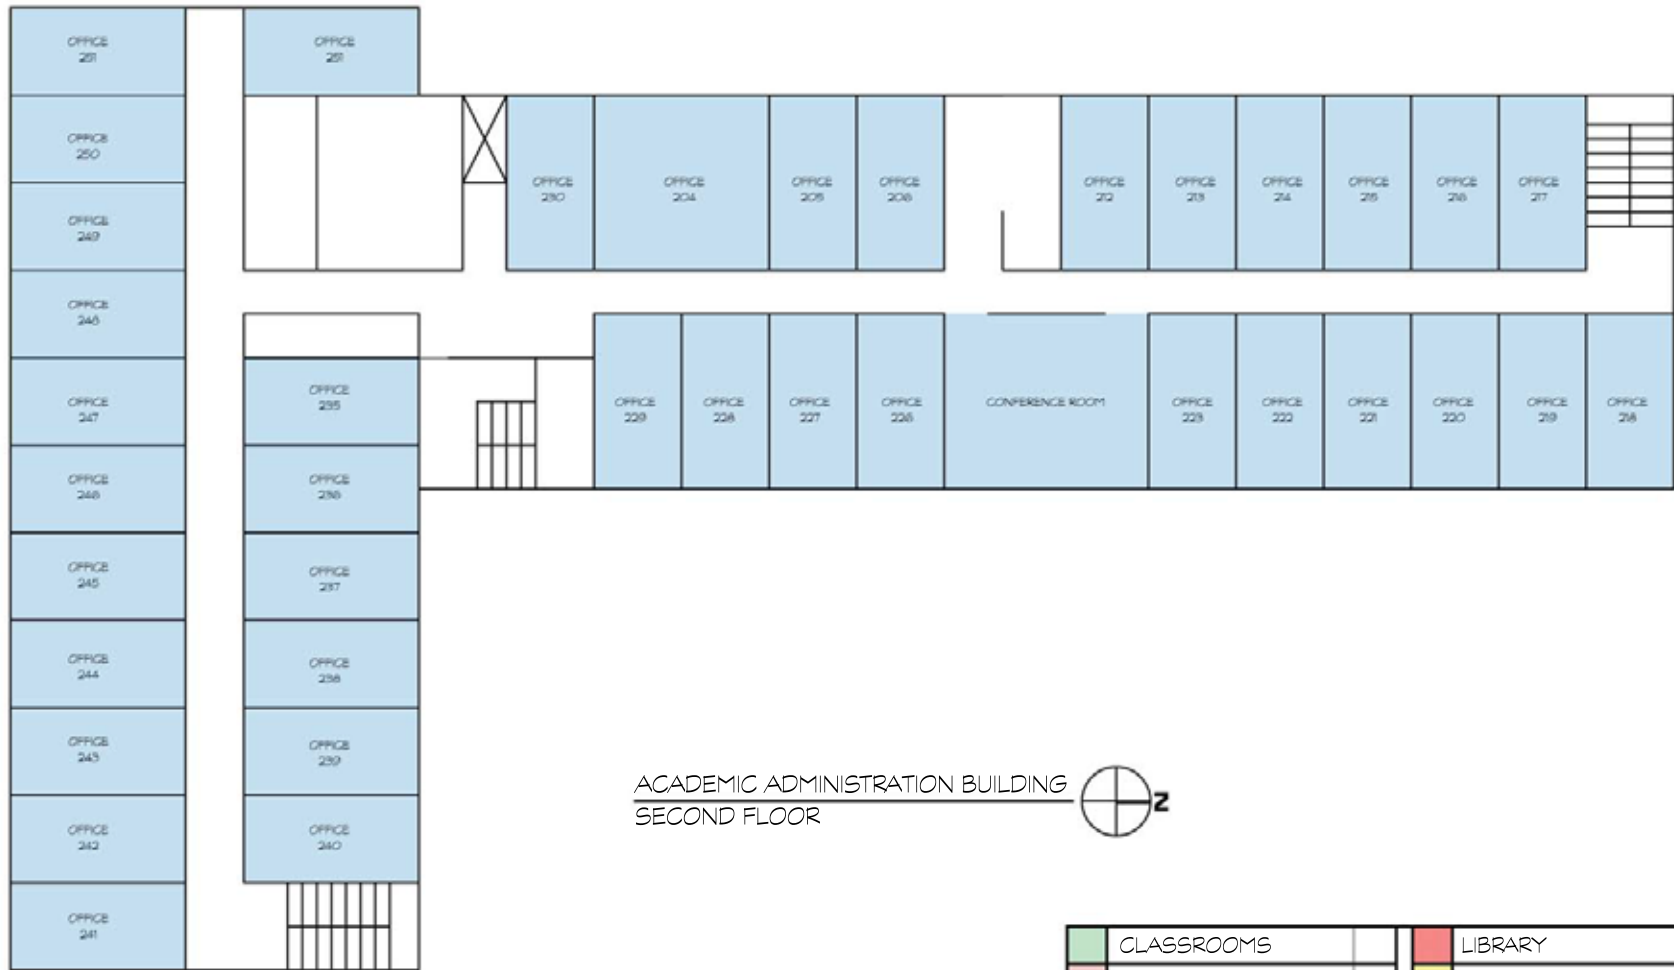 OFFICE
251
OFFICE
251
OFFICE
250
OFFICE
249
OFFICE
248
OFFICE
247
OFFICE
246
OFFICE
245
OFFICE
244
OFFICE
243
OFFICE
242
OFFICE
241
OFFICE
235
OFFICE
236
OFFICE
237
OFFICE
238
OFFICE
239
OFFICE
240
OFFICE
230
OFFICE
204
OFFICE
205
OFFICE
206
OFFICE
212
OFFICE
213
OFFICE
214
OFFICE
215
OFFICE
216
OFFICE
217
OFFICE
229
OFFICE
228
OFFICE
227
OFFICE
226
CONFERENCE ROOM
OFFICE
223
OFFICE
222
OFFICE
221
OFFICE
220
OFFICE
219
OFFICE
218
ACADEMIC ADMINISTRATION BUILDING
SECOND FLOOR
N
CLASSROOMS
LIBRARY